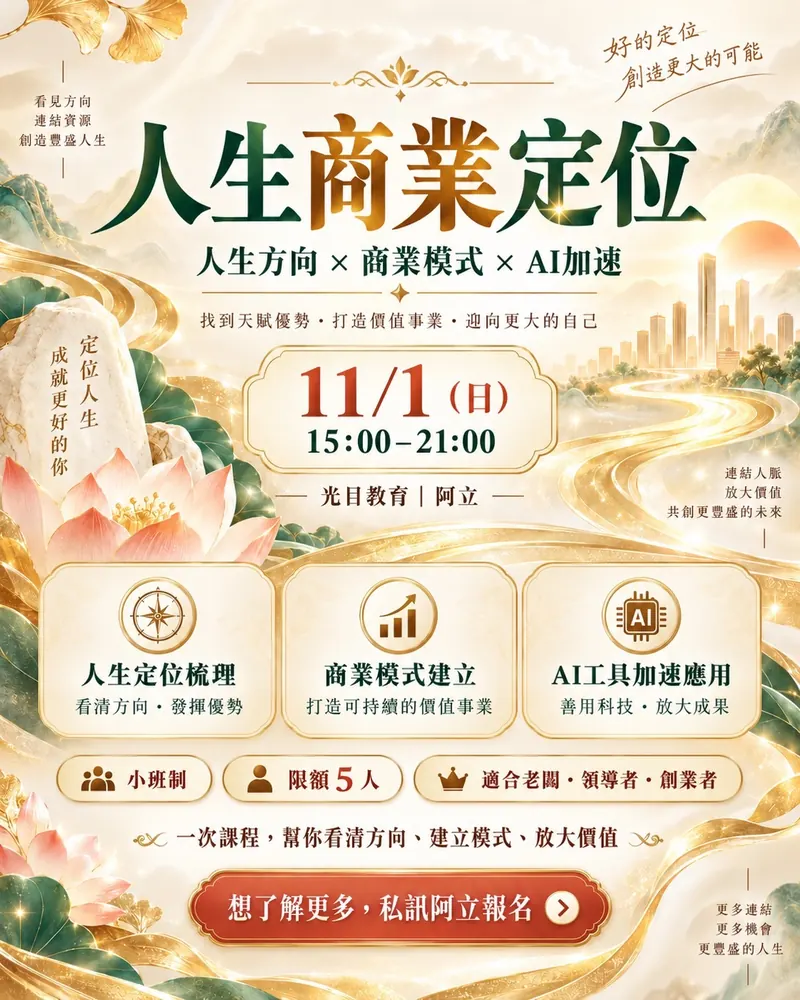 好的定位
創造更大的可能
看見方向
連結資源
創造豐盛人生
人生商業定位
人生方向 × 商業模式 × AI加速
找到天賦優勢・打造價值事業・迎向更大的自己
定位人生
成就更好的你
11/1（日）
15:00–21:00
光目教育｜阿立
連結人脈
放大價值
共創更豐盛的未來
人生定位梳理
看清方向・發揮優勢
商業模式建立
打造可持續的價值事業
AI
AI工具加速應用
善用科技・放大成果
小班制
限額5人
適合老闆・領導者・創業者
一次課程，幫你看清方向、建立模式、放大價值
想了解更多，私訊阿立報名
更多連結
更多機會
更豐盛的人生